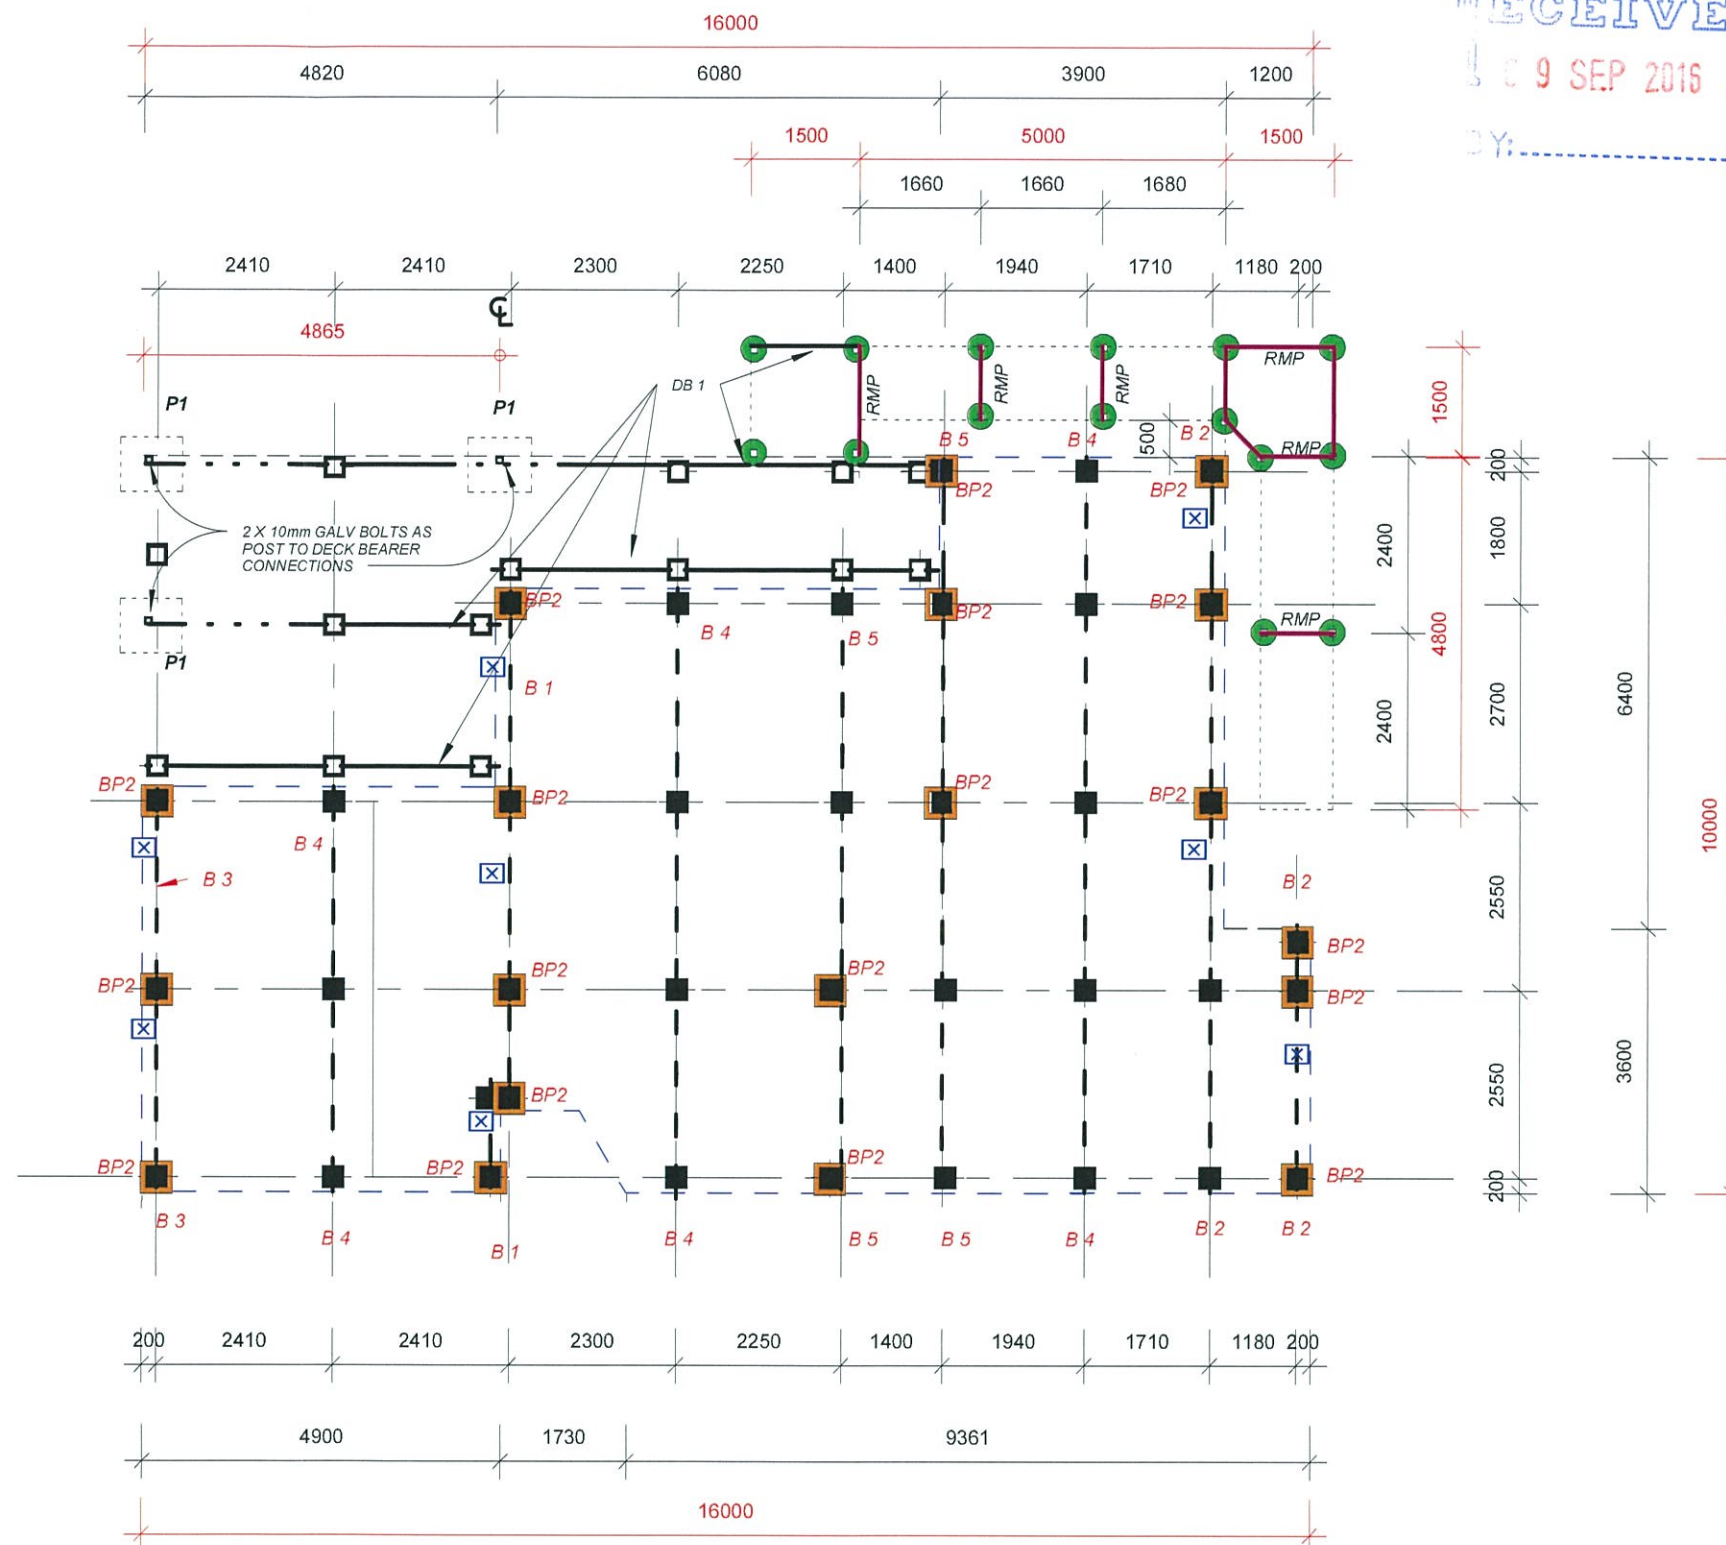 ECEIVE
9 SEP 2016
Y:
16000
4820 6080 3900 1200
1500 5000 1500
1660 1660 1680
2410 2410 2300 2250 1400 1940 1710 1180 200
CL
4865
P1 P1
DB 1
RMP RMP RMP RMP
1500
B 5 B 4 500 B 2 RMP
200
BP2 BP2
2 X 10mm GALV BOLTS AS
POST TO DECK BEARER
CONNECTIONS
2400 1800
BP2 BP2 BP2
RMP
B 4 B 5
4800
P1
B 1
2400 2700 6400
BP2 BP2 BP2 BP2
B 4
10000
B 3
B 2
2550
BP2
BP2 BP2 BP2 BP2
3600
2550
BP2
BP2 BP2 BP2 BP2
200
B 3 B 4 B 1 B 4 B 5 B 5 B 4 B 2 B 2
200 2410 2410 2300 2250 1400 1940 1710 1180 200
4900 1730 9361
16000